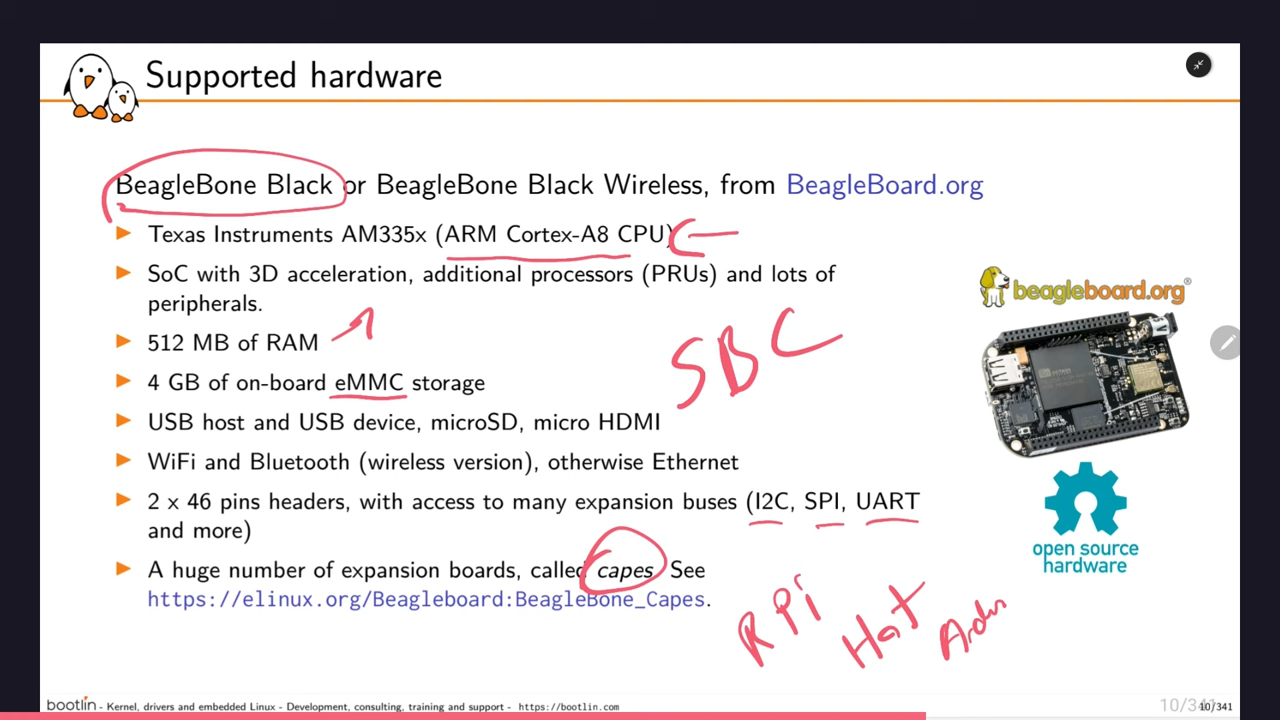 Supported hardware
BeagleBone Black or BeagleBone Black Wireless, from BeagleBoard.org
Texas Instruments AM335x (ARM Cortex-A8 CPU)
SoC with 3D acceleration, additional processors (PRUs) and lots of
peripherals.
512 MB of RAM
4 GB of on-board eMMC storage
USB host and USB device, microSD, micro HDMI
WiFi and Bluetooth (wireless version), otherwise Ethernet
2 x 46 pins headers, with access to many expansion buses (I2C, SPI, UART
and more)
A huge number of expansion boards, called capes. See
https://elinux.org/Beagleboard:BeagleBone_Capes.
SBC
beagleboard.org®
open source
hardware
RPi Hat
bootlin - Kernel, drivers and embedded Linux - Development, consulting, training and support - https://bootlin.com
10/341
10/341